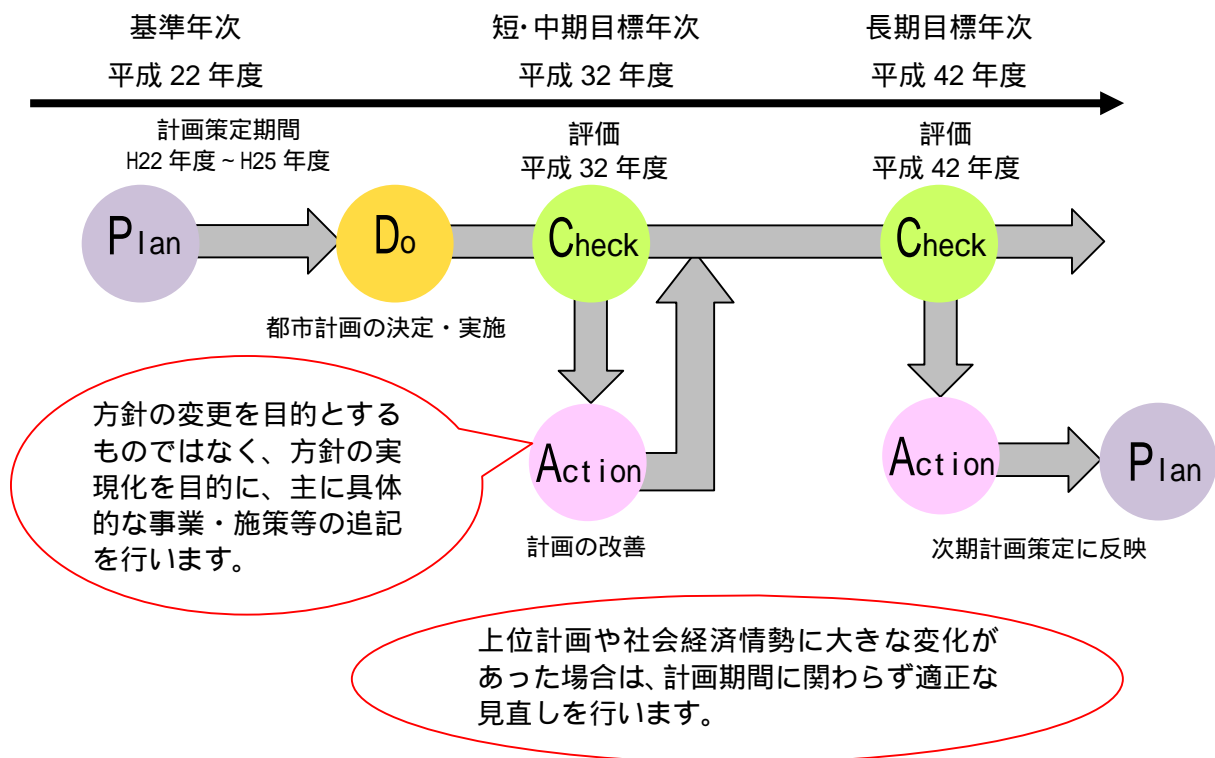 基準年次
短・中期目標年次
長期目標年次
平成 22 年度
平成 32 年度
平成 42 年度
計画策定期間
H22 年度 ~ H25 年度
評価
平成 32 年度
評価
平成 42 年度
Plan
Do
Check
Check
都市計画の決定・実施
方針の変更を目的とする
ものではなく、方針の実
現化を目的に、主に具体
的な事業・施策等の追記
を行います。
Action
Action
Plan
計画の改善
次期計画策定に反映
上位計画や社会経済情勢に大きな変化が
あった場合は、計画期間に関わらず適正な
見直しを行います。